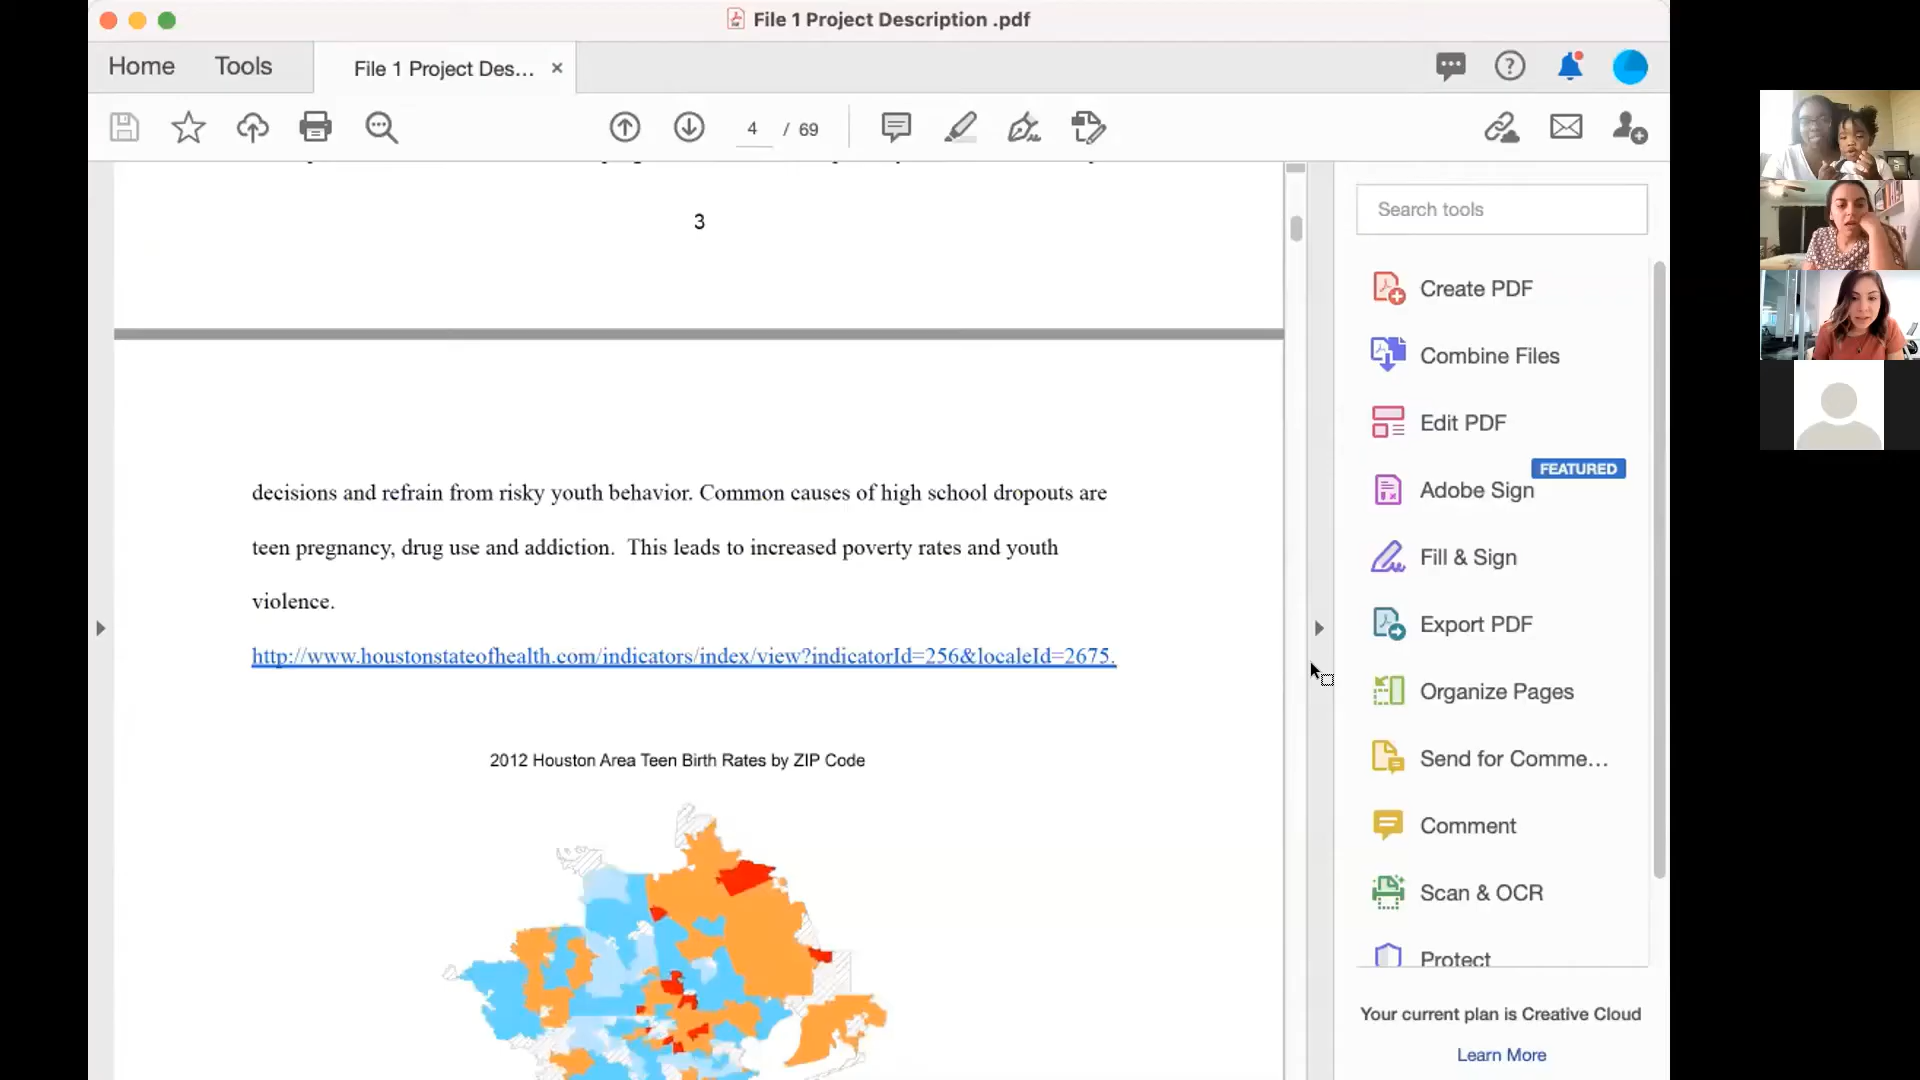 File 1 Project Description .pdf
Home
Tools
File 1 Project Des...
4 / 69
3
decisions and refrain from risky youth behavior. Common causes of high school dropouts are
teen pregnancy, drug use and addiction.  This leads to increased poverty rates and youth
violence.
http://www.houstonstateofhealth.com/indicators/index/view?indicatorId=256&localeId=2675.
2012 Houston Area Teen Birth Rates by ZIP Code
Search tools
Create PDF
Combine Files
Edit PDF
FEATURED
Adobe Sign
Fill & Sign
Export PDF
Organize Pages
Send for Comme...
Comment
Scan & OCR
Protect
Your current plan is Creative Cloud
Learn More